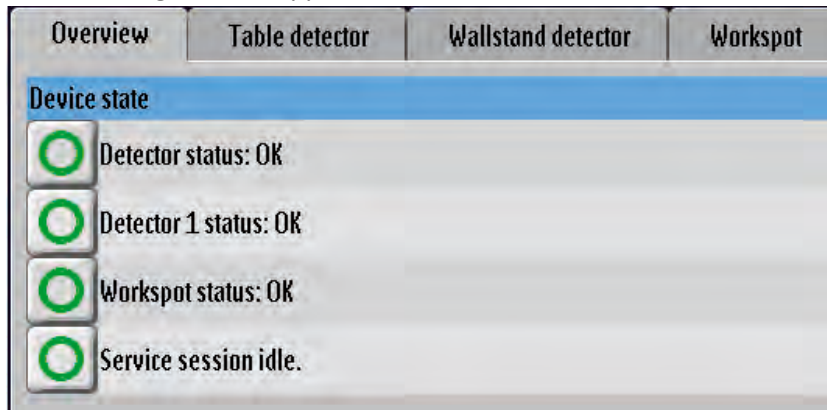 Overview
Table detector
Wallstand detector
Workspot
Device state
Detector status: OK
Detector 1 status: OK
Workspot status: OK
Service session idle.